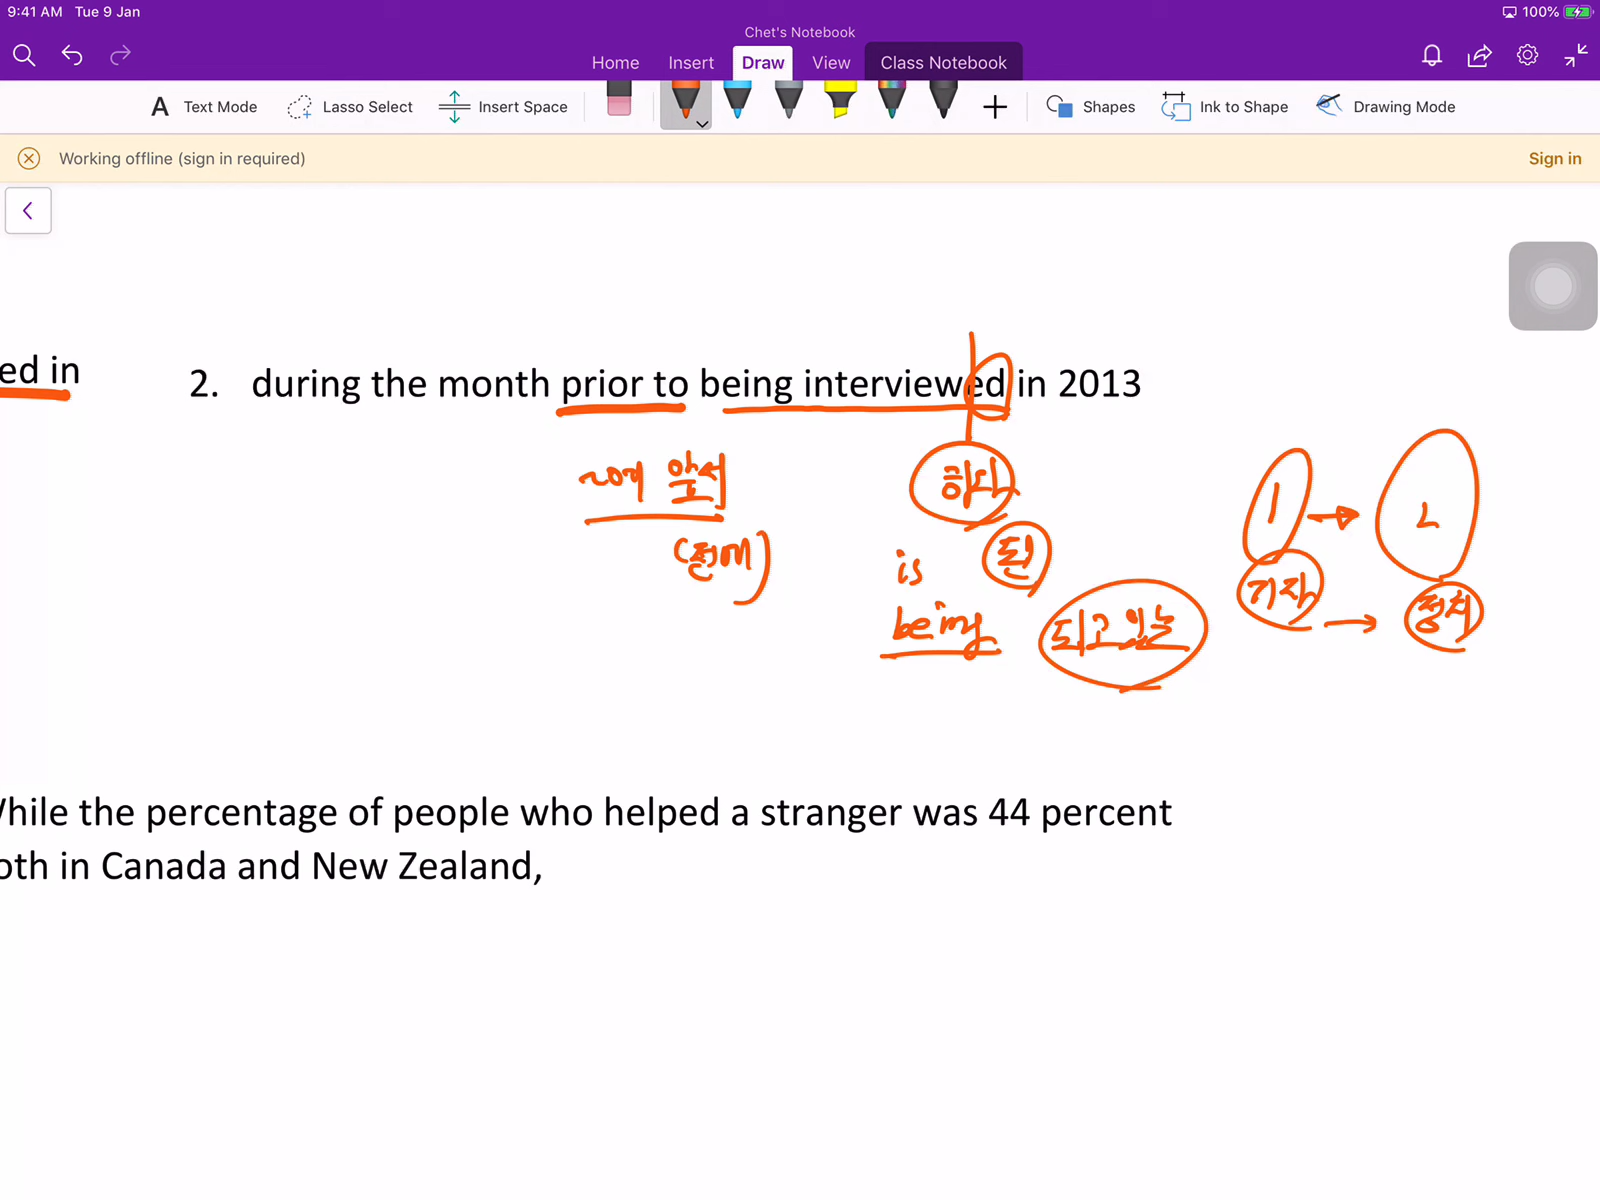 9:41 AM Tue 9 Jan
100%
Chet's Notebook
Home Insert Draw View Class Notebook
Text Mode Lasso Select Insert Space Shapes Ink to Shape Drawing Mode
Working offline (sign in required) Sign in
ed in
2. during the month prior to being interviewed in 2013
~에 앞서 하다 1 → 2
(전에) is 된 기자 → 정치
being 되고 있는
While the percentage of people who helped a stranger was 44 percent
oth in Canada and New Zealand,